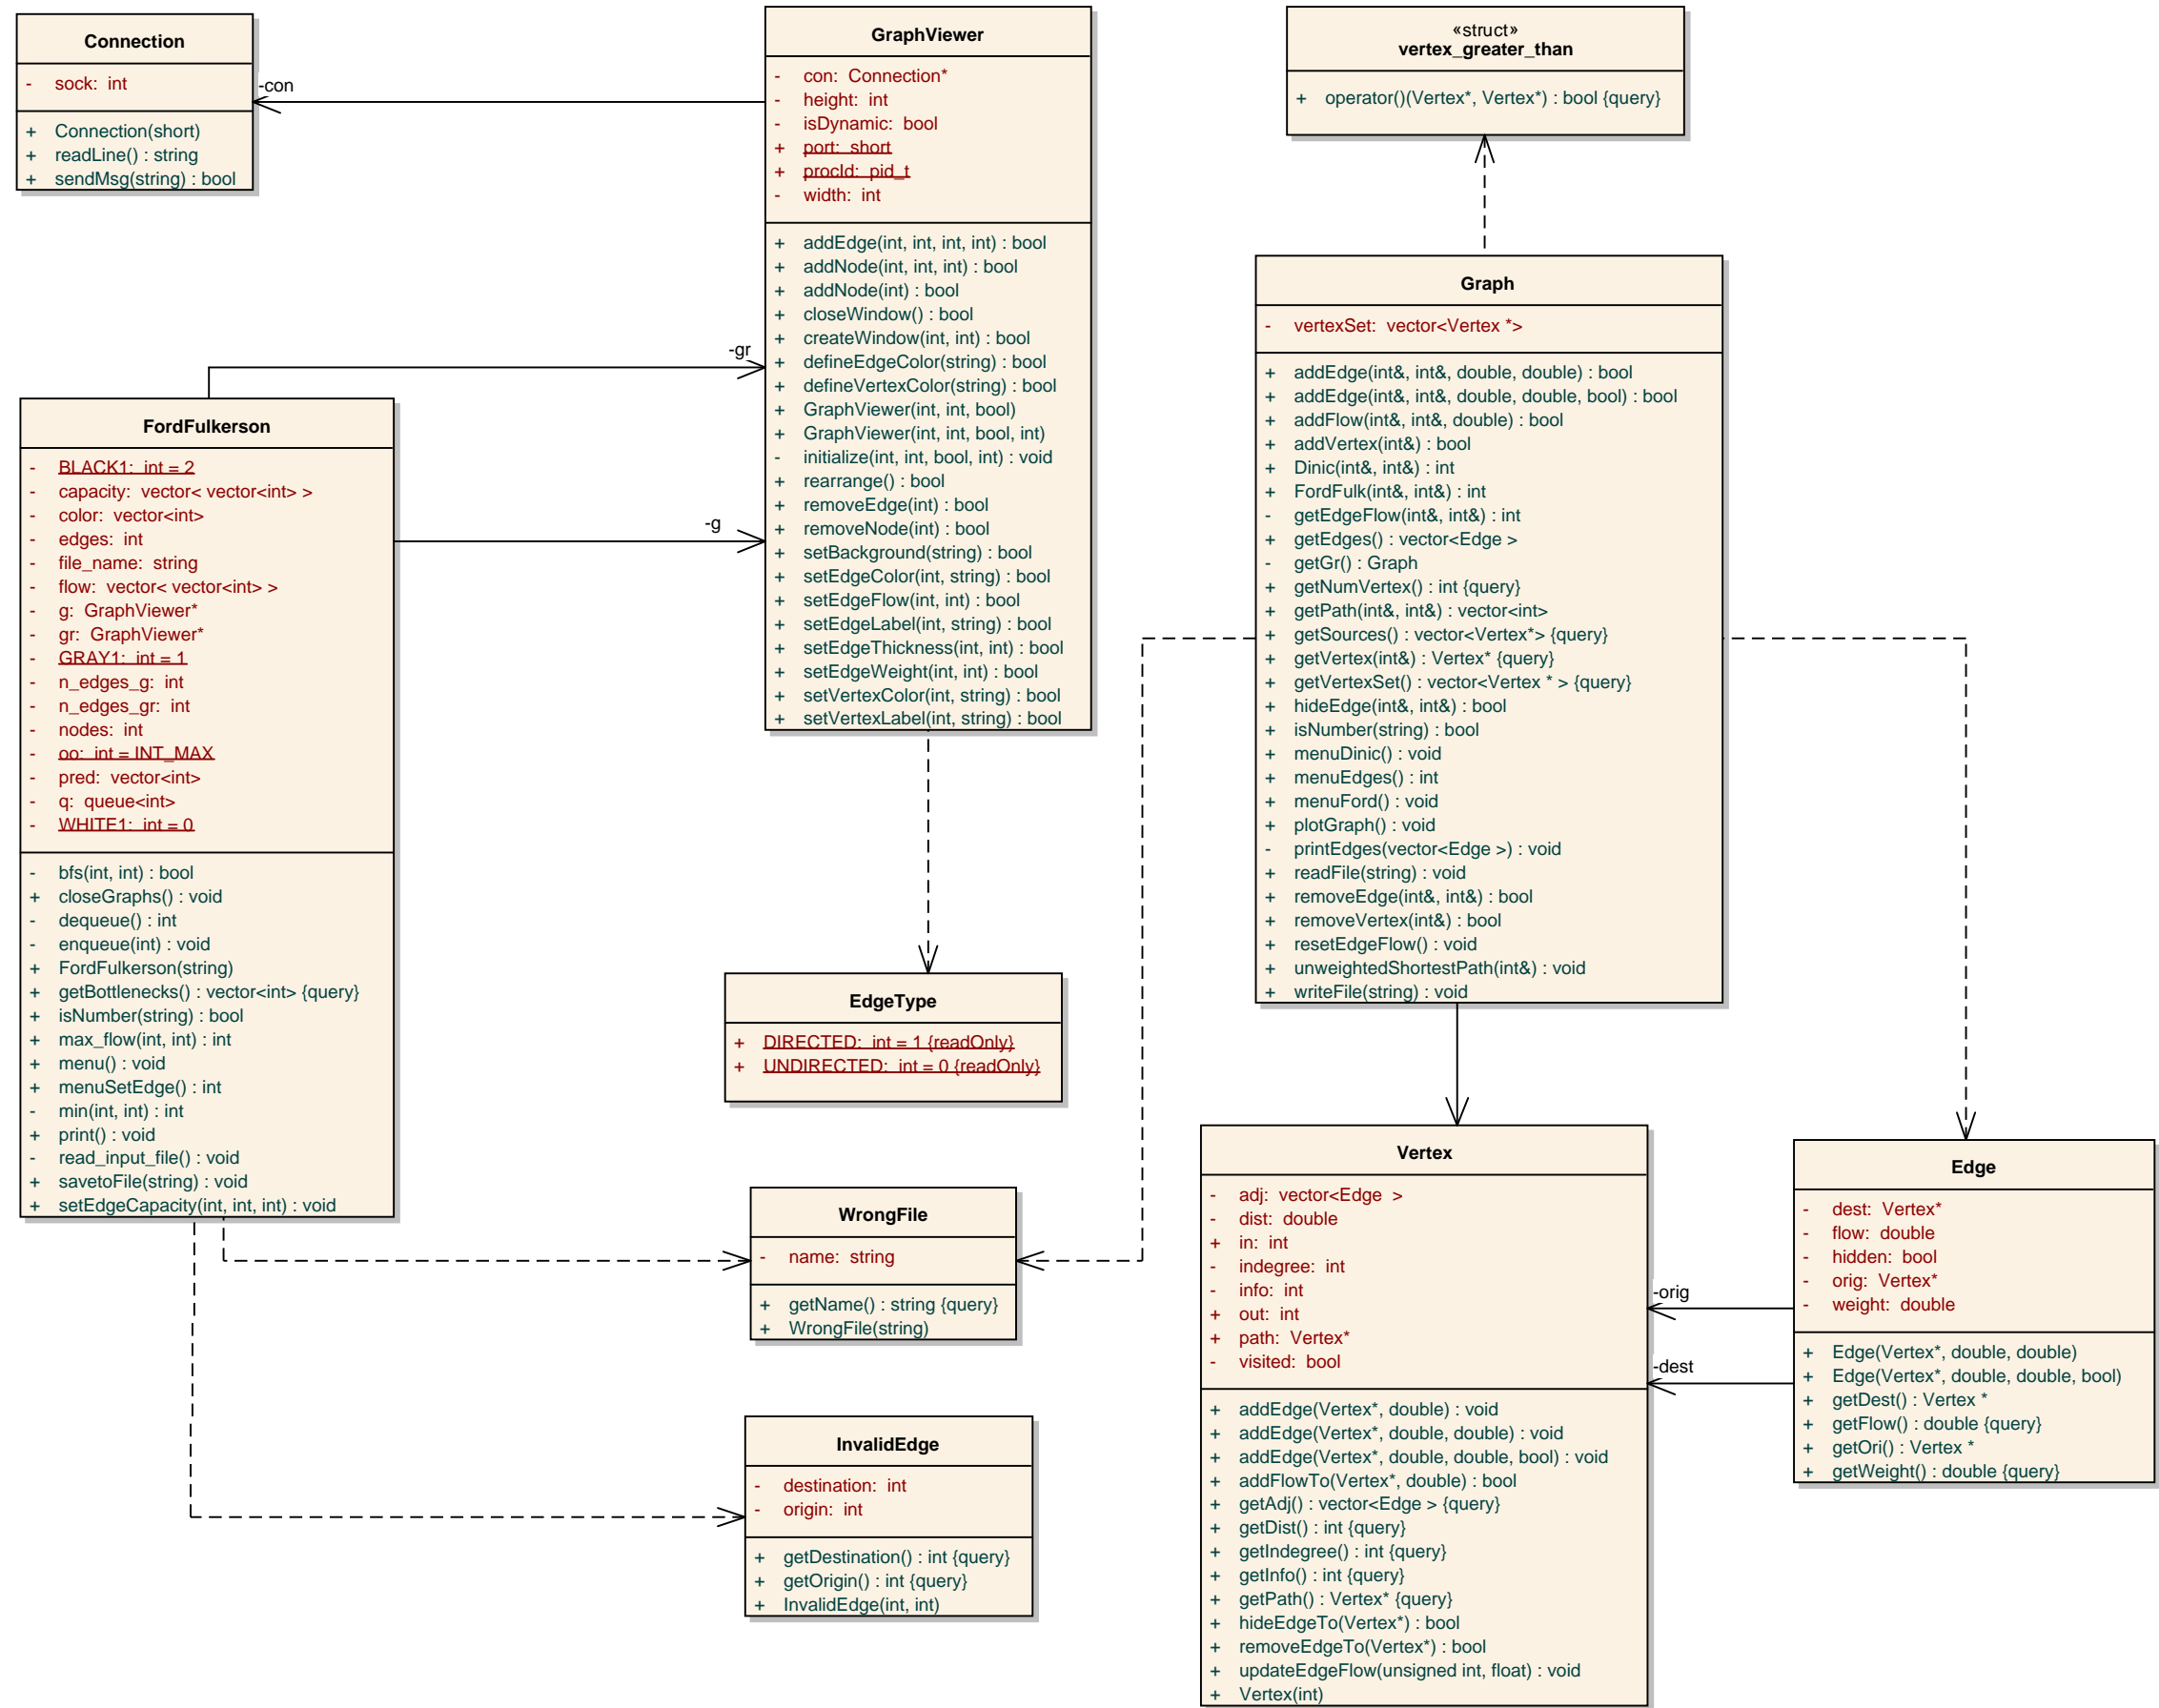 Connection
- sock: int
+ Connection(short)
+ readLine() : string
+ sendMsg(string) : bool
-con
GraphViewer
- con: Connection*
- height: int
- isDynamic: bool
+ port: short
+ procId: pid_t
- width: int
+ addEdge(int, int, int, int) : bool
+ addNode(int, int, int) : bool
+ addNode(int) : bool
+ closeWindow() : bool
+ createWindow(int, int) : bool
+ defineEdgeColor(string) : bool
+ defineVertexColor(string) : bool
+ GraphViewer(int, int, bool)
+ GraphViewer(int, int, bool, int)
- initialize(int, int, bool, int) : void
+ rearrange() : bool
+ removeEdge(int) : bool
+ removeNode(int) : bool
+ setBackground(string) : bool
+ setEdgeColor(int, string) : bool
+ setEdgeFlow(int, int) : bool
+ setEdgeLabel(int, string) : bool
+ setEdgeThickness(int, int) : bool
+ setEdgeWeight(int, int) : bool
+ setVertexColor(int, string) : bool
+ setVertexLabel(int, string) : bool
«struct»
vertex_greater_than
+ operator()(Vertex*, Vertex*) : bool {query}
Graph
- vertexSet: vector<Vertex *>
+ addEdge(int&, int&, double, double) : bool
+ addEdge(int&, int&, double, double, bool) : bool
+ addFlow(int&, int&, double) : bool
+ addVertex(int&) : bool
+ Dinic(int&, int&) : int
+ FordFulk(int&, int&) : int
- getEdgeFlow(int&, int&) : int
+ getEdges() : vector<Edge >
- getGr() : Graph
+ getNumVertex() : int {query}
+ getPath(int&, int&) : vector<int>
+ getSources() : vector<Vertex*> {query}
+ getVertex(int&) : Vertex* {query}
+ getVertexSet() : vector<Vertex * > {query}
+ hideEdge(int&, int&) : bool
+ isNumber(string) : bool
+ menuDinic() : void
+ menuEdges() : int
+ menuFord() : void
+ plotGraph() : void
- printEdges(vector<Edge >) : void
+ readFile(string) : void
+ removeEdge(int&, int&) : bool
+ removeVertex(int&) : bool
+ resetEdgeFlow() : void
+ unweightedShortestPath(int&) : void
+ writeFile(string) : void
-gr
-g
FordFulkerson
- BLACK1: int = 2
- capacity: vector< vector<int> >
- color: vector<int>
- edges: int
- file_name: string
- flow: vector< vector<int> >
- g: GraphViewer*
- gr: GraphViewer*
- GRAY1: int = 1
- n_edges_g: int
- n_edges_gr: int
- nodes: int
- oo: int = INT_MAX
- pred: vector<int>
- q: queue<int>
- WHITE1: int = 0
- bfs(int, int) : bool
+ closeGraphs() : void
- dequeue() : int
- enqueue(int) : void
+ FordFulkerson(string)
+ getBottlenecks() : vector<int> {query}
+ isNumber(string) : bool
+ max_flow(int, int) : int
+ menu() : void
+ menuSetEdge() : int
- min(int, int) : int
+ print() : void
- read_input_file() : void
+ savetoFile(string) : void
+ setEdgeCapacity(int, int, int) : void
EdgeType
+ DIRECTED: int = 1 {readOnly}
+ UNDIRECTED: int = 0 {readOnly}
WrongFile
- name: string
+ getName() : string {query}
+ WrongFile(string)
InvalidEdge
- destination: int
- origin: int
+ getDestination() : int {query}
+ getOrigin() : int {query}
+ InvalidEdge(int, int)
Vertex
- adj: vector<Edge >
- dist: double
+ in: int
- indegree: int
- info: int
+ out: int
+ path: Vertex*
- visited: bool
+ addEdge(Vertex*, double) : void
+ addEdge(Vertex*, double, double) : void
+ addEdge(Vertex*, double, double, bool) : void
+ addFlowTo(Vertex*, double) : bool
+ getAdj() : vector<Edge > {query}
+ getDist() : int {query}
+ getIndegree() : int {query}
+ getInfo() : int {query}
+ getPath() : Vertex* {query}
+ hideEdgeTo(Vertex*) : bool
+ removeEdgeTo(Vertex*) : bool
+ updateEdgeFlow(unsigned int, float) : void
+ Vertex(int)
-orig
-dest
Edge
- dest: Vertex*
- flow: double
- hidden: bool
- orig: Vertex*
- weight: double
+ Edge(Vertex*, double, double)
+ Edge(Vertex*, double, double, bool)
+ getDest() : Vertex *
+ getFlow() : double {query}
+ getOri() : Vertex *
+ getWeight() : double {query}